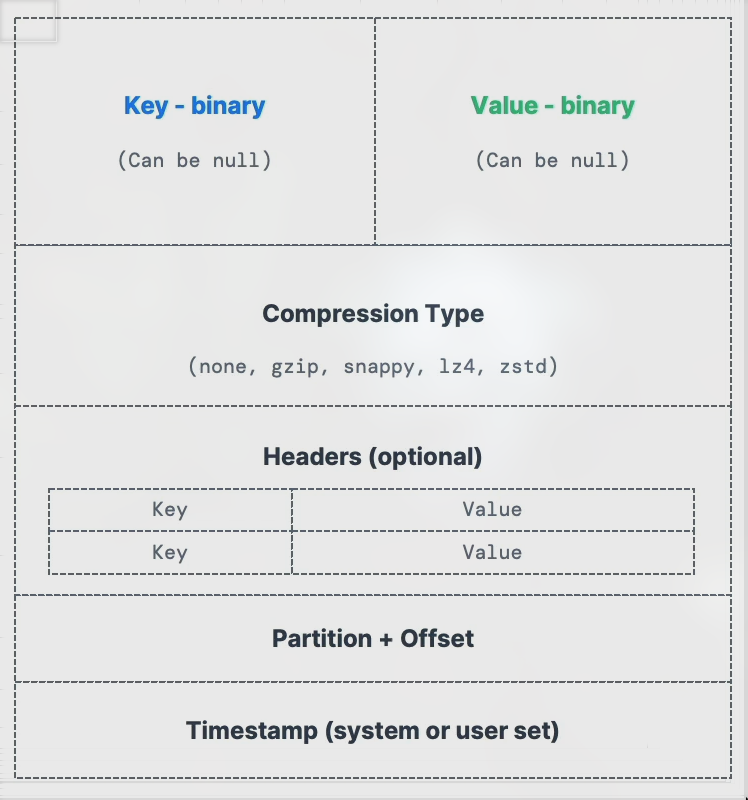 Key - binary
Value - binary
(Can be null)
(Can be null)
Compression Type
(none, gzip, snappy, lz4, zstd)
Headers (optional)
Key
Value
Key
Value
Partition + Offset
Timestamp (system or user set)